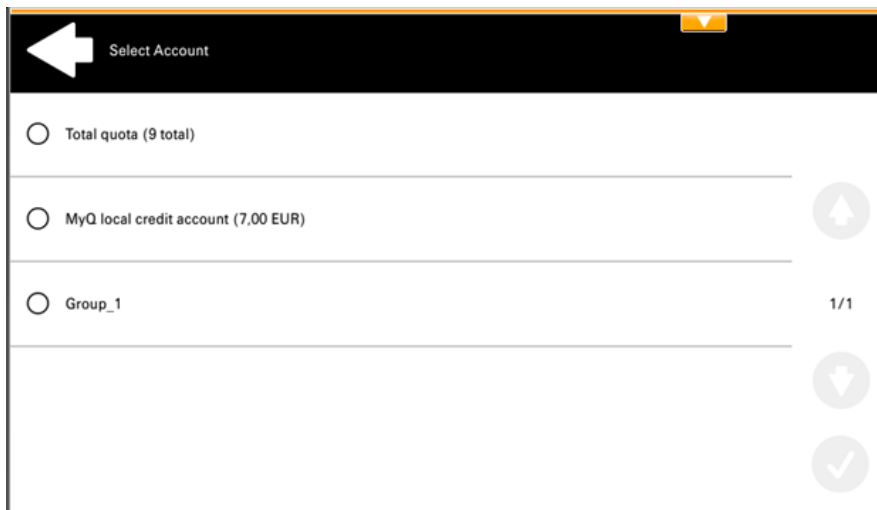 Select Account
Total quota (9 total)
MyQ local credit account (7,00 EUR)
Group_1
1/1